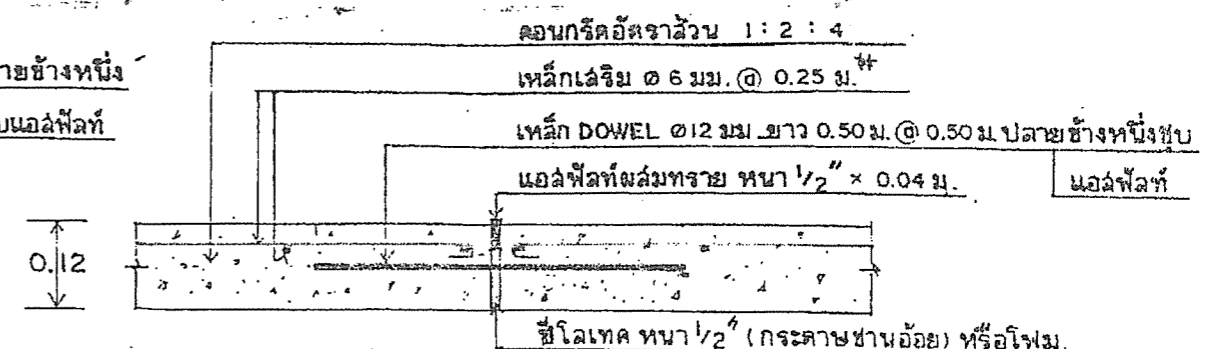 คอนกรีตอัตราส่วน 1 : 2 : 4
ายข้างหนึ่ง
เหล็กเสริม ø 6 มม. @ 0.25 ม.#
บแอสฟัลท์
เหล็ก DOWEL ø12 มม. ยาว 0.50 ม. @ 0.50 ม. ปลายข้างหนึ่งชุบ
แอสฟัลท์
แอสฟัลท์ผสมทราย หนา 1/2" × 0.04 ม.
0.12
ซีโลเทค หนา 1/2" (กระดาษชานอ้อย) หรือโฟม.